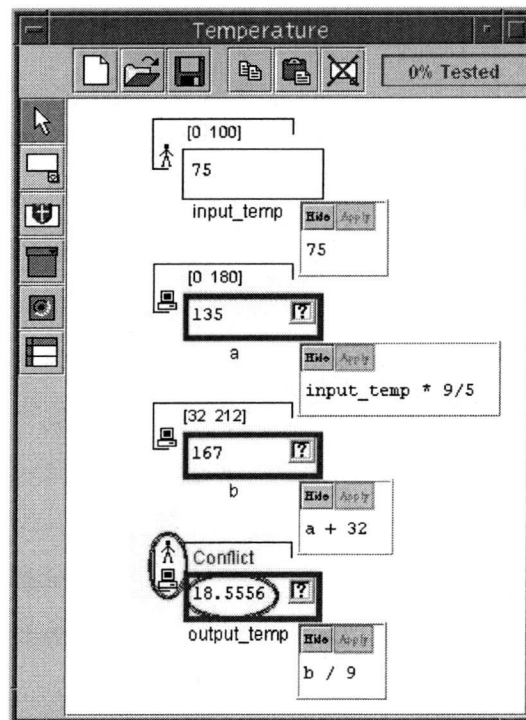 Temperature
0% Tested
[0 100]
75
input_temp
Hide Apply
75
[0 180]
135 ?
a
Hide Apply
input_temp * 9/5
[32 212]
167 ?
b
Hide Apply
a + 32
Conflict
18.5556 ?
output_temp
Hide Apply
b / 9